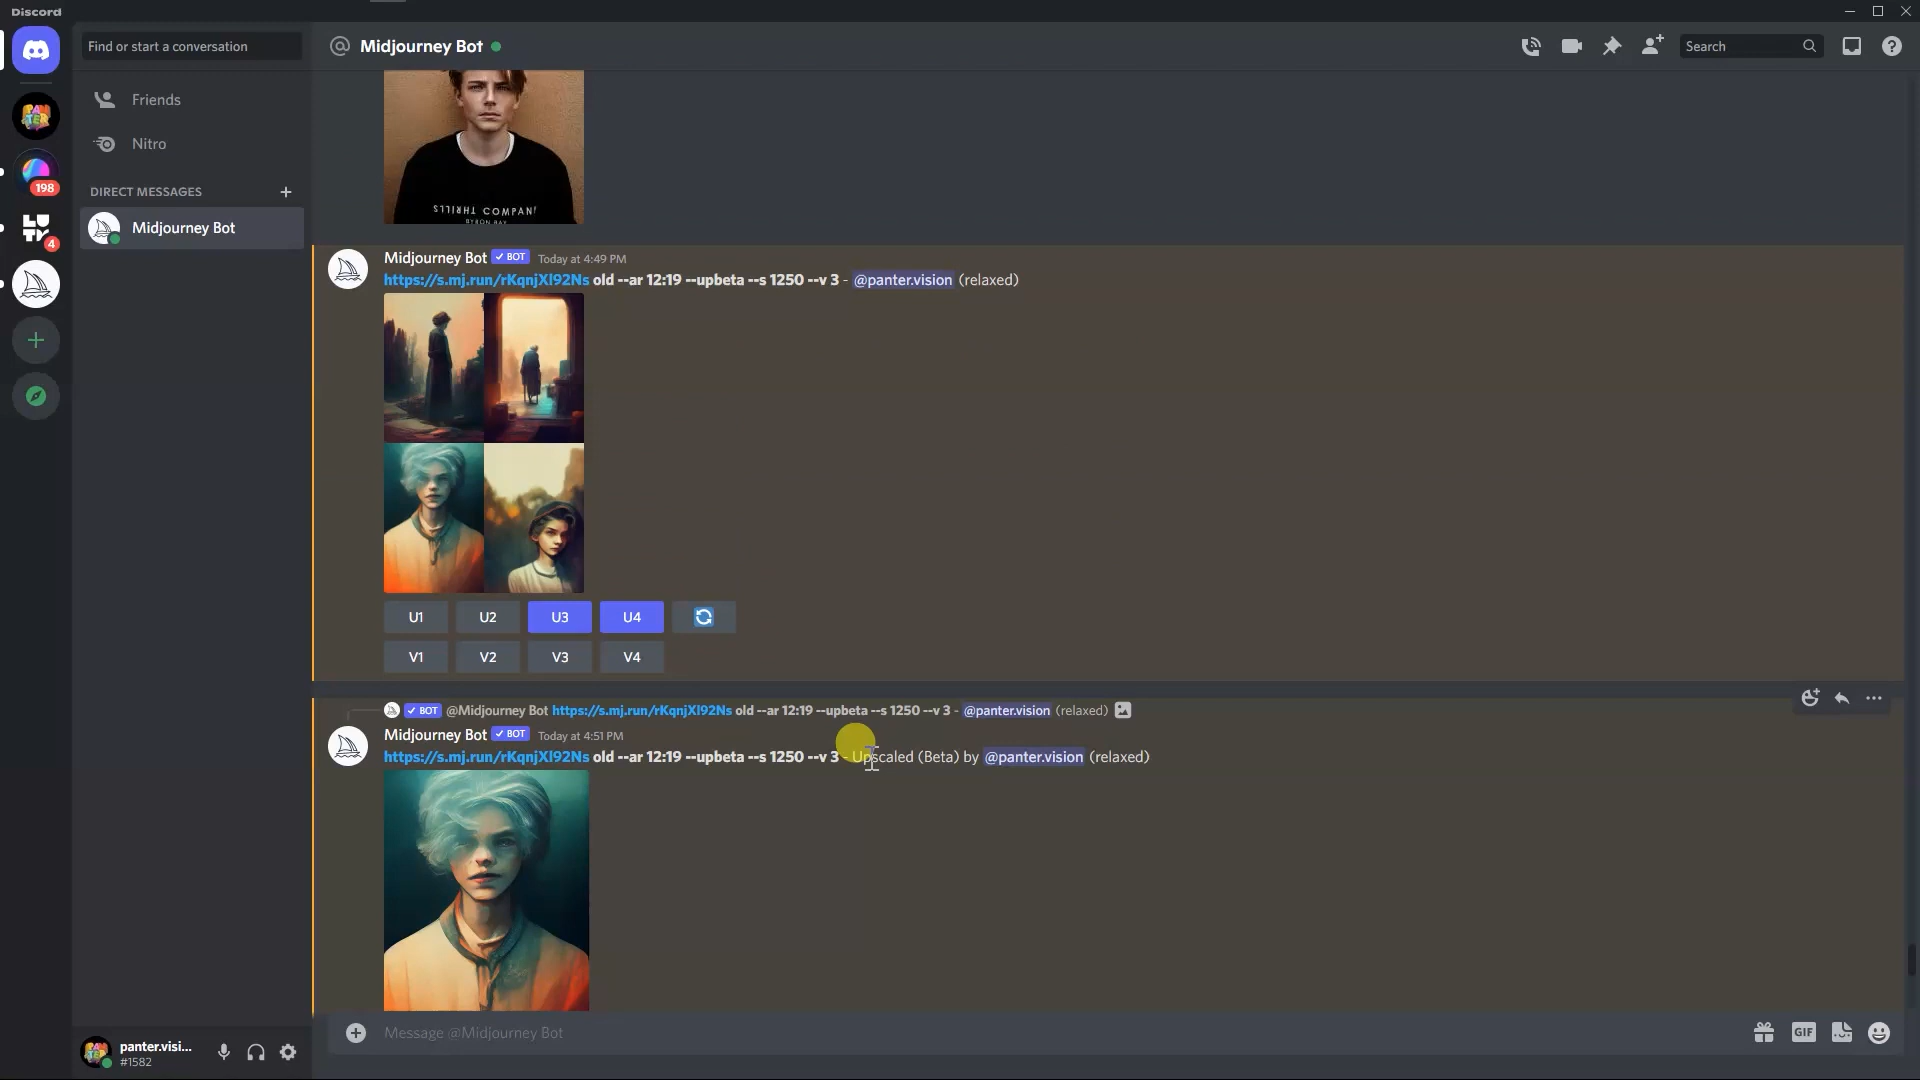 Discord
Find or start a conversation
Midjourney Bot
Search
Friends
Nitro
DIRECT MESSAGES
Midjourney Bot
198
4
Midjourney Bot BOT Today at 4:49 PM
https://s.mj.run/rKqnjXl92Ns old --ar 12:19 --upbeta --s 1250 --v 3 - @panter.vision (relaxed)
U1 U2 U3 U4
V1 V2 V3 V4
BOT @Midjourney Bot https://s.mj.run/rKqnjXl92Ns old --ar 12:19 --upbeta --s 1250 --v 3 - @panter.vision (relaxed)
Midjourney Bot BOT Today at 4:51 PM
https://s.mj.run/rKqnjXl92Ns old --ar 12:19 --upbeta --s 1250 --v 3 - Upscaled (Beta) by @panter.vision (relaxed)
Message @Midjourney Bot
GIF
panter.visi...
#1582